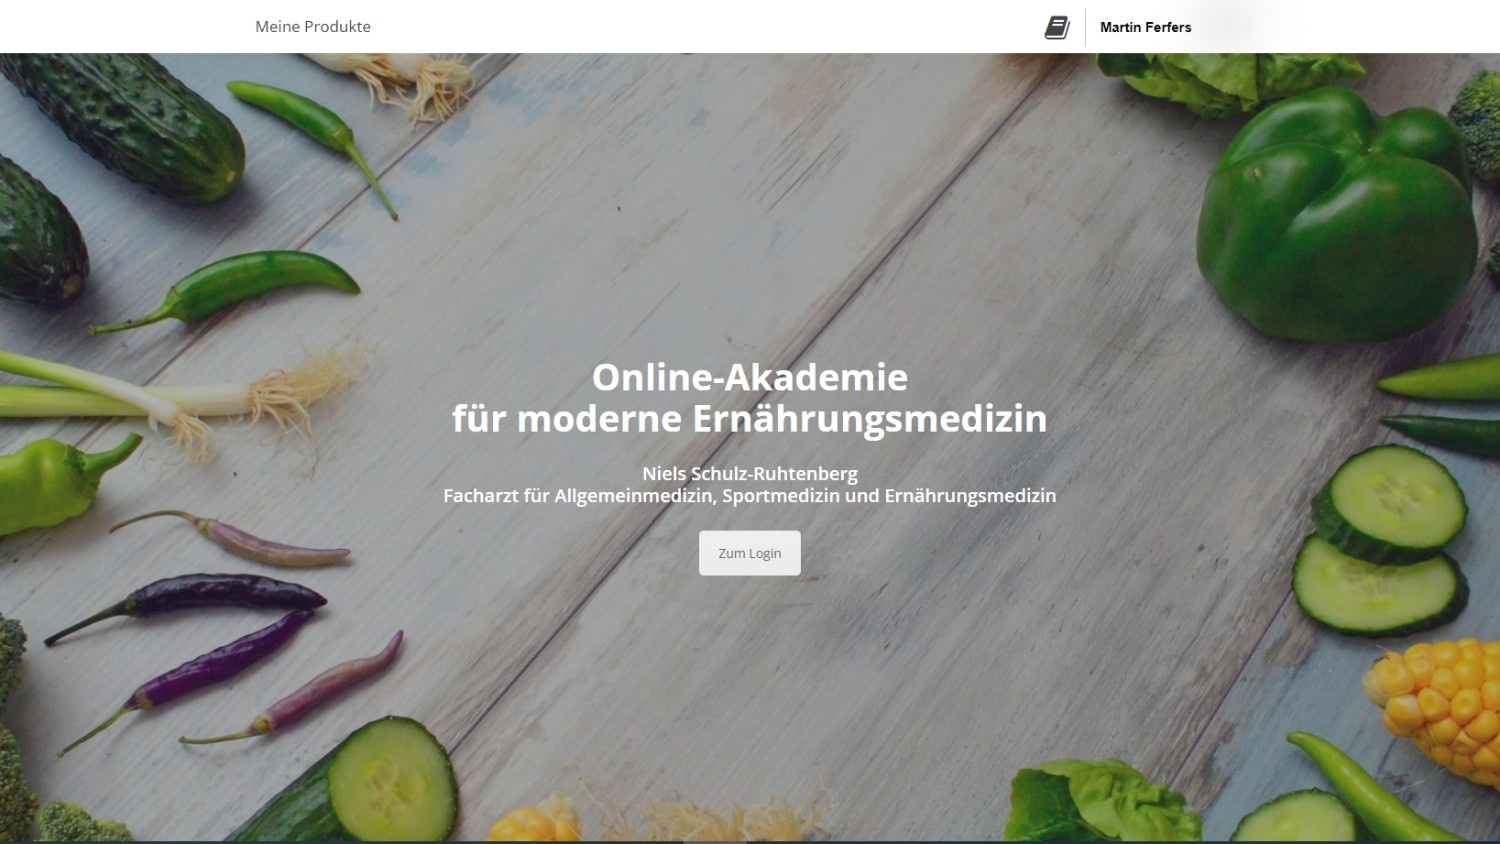 Meine Produkte
Martin Ferfers
Online-Akademie
für moderne Ernährungsmedizin
Niels Schulz-Ruhtenberg
Facharzt für Allgemeinmedizin, Sportmedizin und Ernährungsmedizin
Zum Login